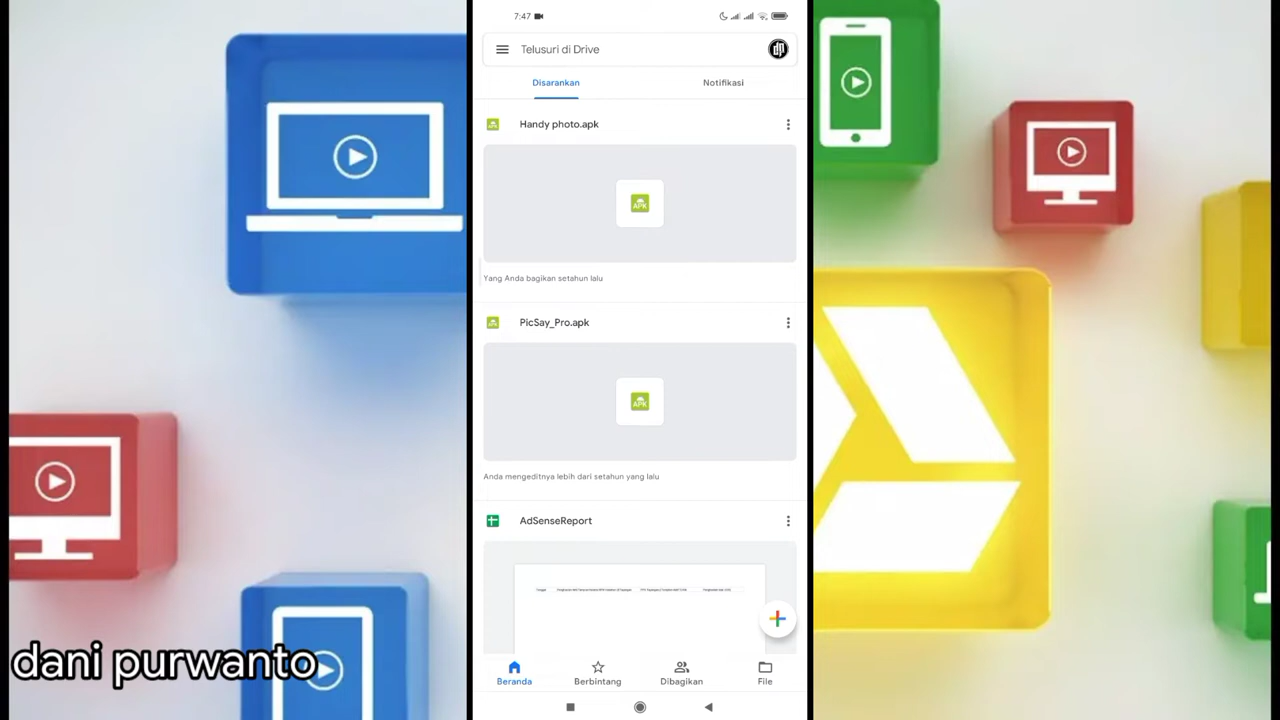 7:47
Telusuri di Drive
dp
Disarankan
Notifikasi
Handy photo.apk
APK
Yang Anda bagikan setahun lalu
PicSay_Pro.apk
APK
Anda mengeditnya lebih dari setahun yang lalu
AdSenseReport
Beranda
Berbintang
Dibagikan
File
dani purwanto